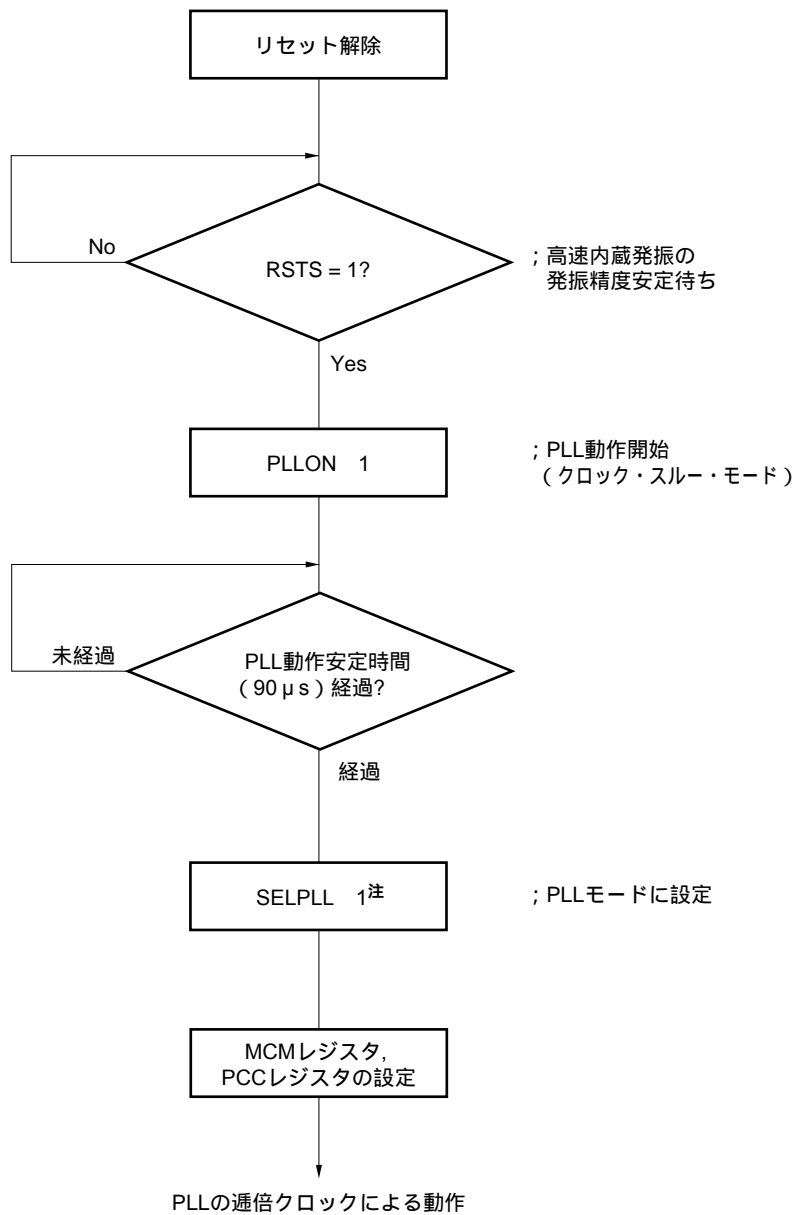 リセット解除
No
RSTS = 1?
；高速内蔵発振の
発振精度安定待ち
Yes
PLLON 1
；PLL動作開始
（クロック・スルー・モード）
未経過
PLL動作安定時間
（90 μs）経過?
経過
SELPLL 1注
；PLLモードに設定
MCMレジスタ,
PCCレジスタの設定
PLLの逓倍クロックによる動作